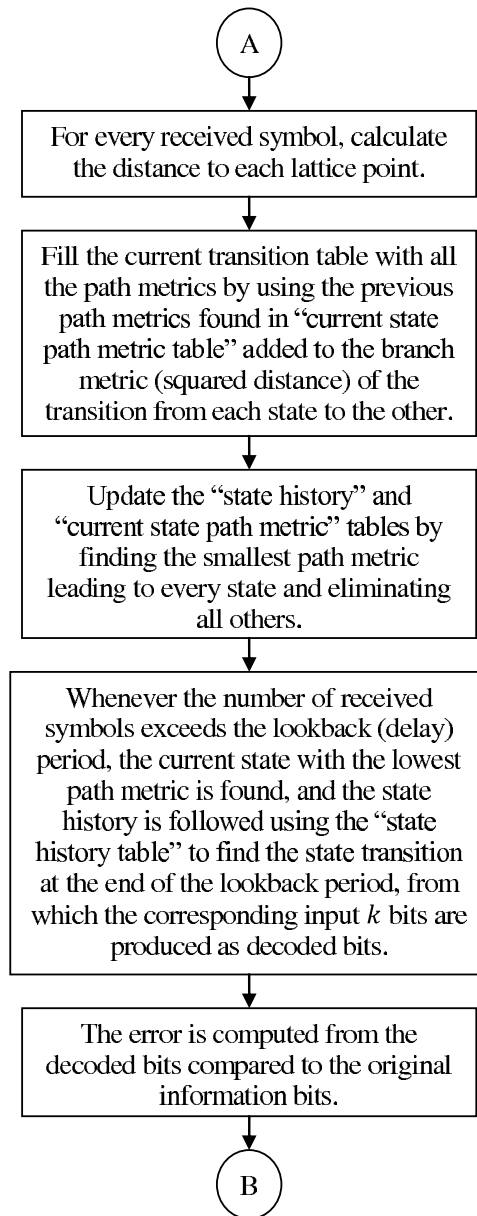 A
For every received symbol, calculate
the distance to each lattice point.
Fill the current transition table with all
the path metrics by using the previous
path metrics found in “current state
path metric table” added to the branch
metric (squared distance) of the
transition from each state to the other.
Update the “state history” and
“current state path metric” tables by
finding the smallest path metric
leading to every state and eliminating
all others.
Whenever the number of received
symbols exceeds the lookback (delay)
period, the current state with the lowest
path metric is found, and the state
history is followed using the “state
history table” to find the state transition
at the end of the lookback period, from
which the corresponding input k bits are
produced as decoded bits.
The error is computed from the
decoded bits compared to the original
information bits.
B